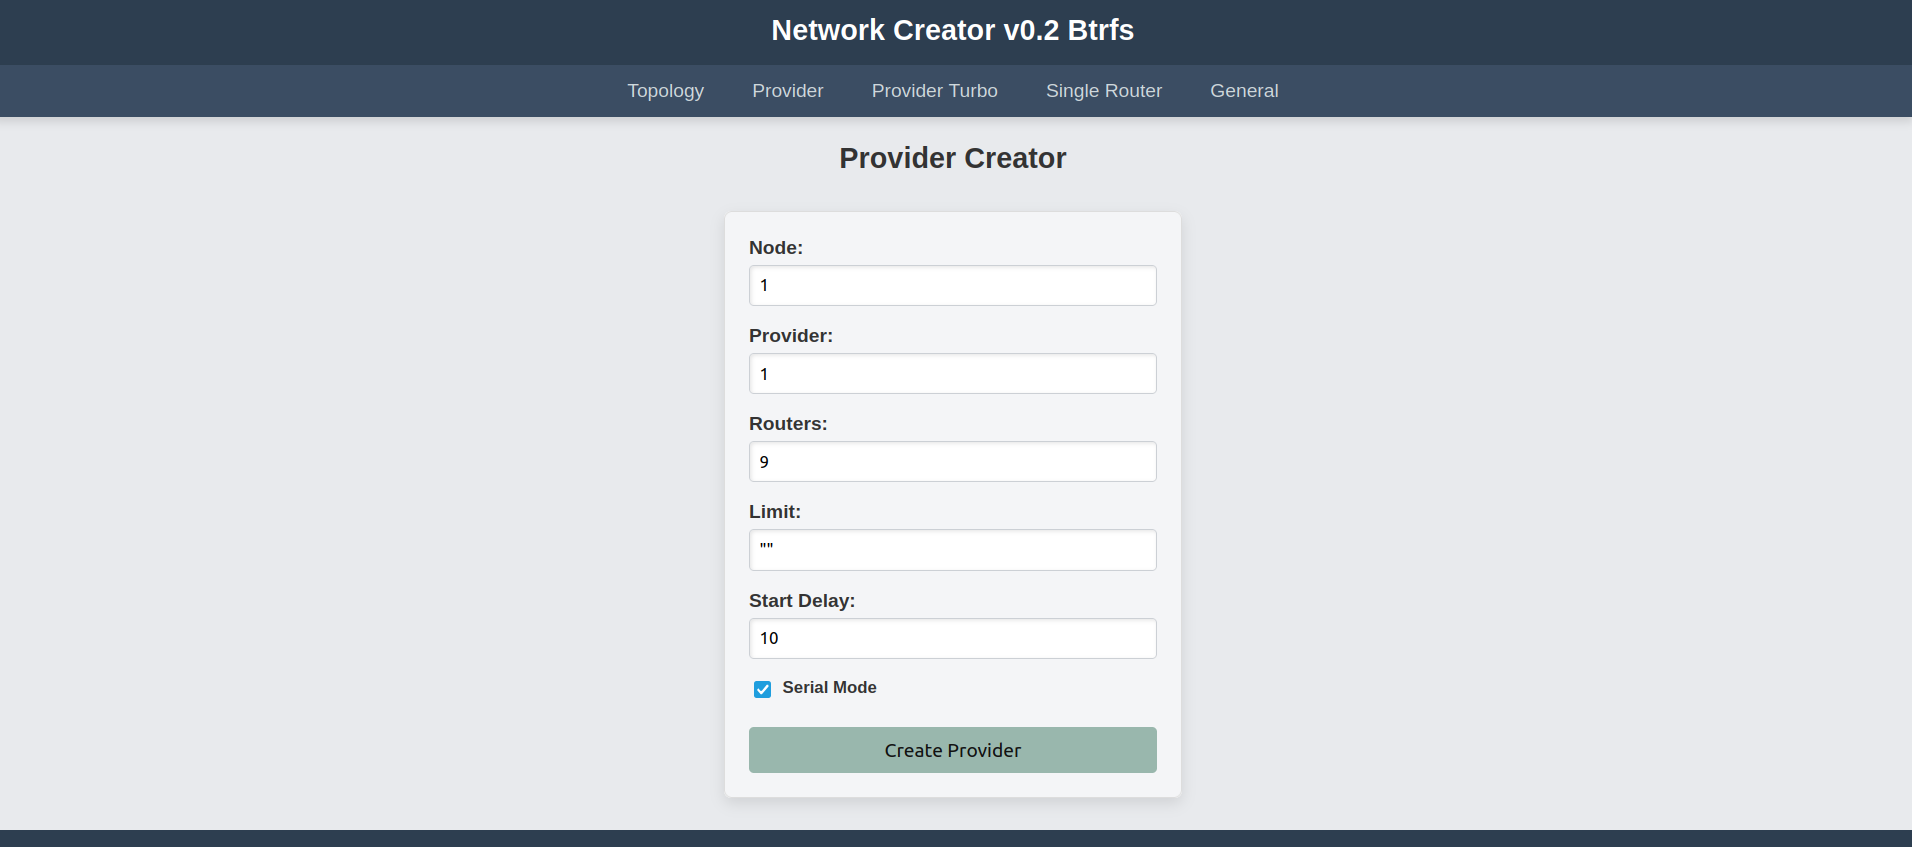 Network Creator v0.2 Btrfs
Topology Provider Provider Turbo Single Router General
Provider Creator
Node:
1
Provider:
1
Routers:
9
Limit:
""
Start Delay:
10
Serial Mode
Create Provider